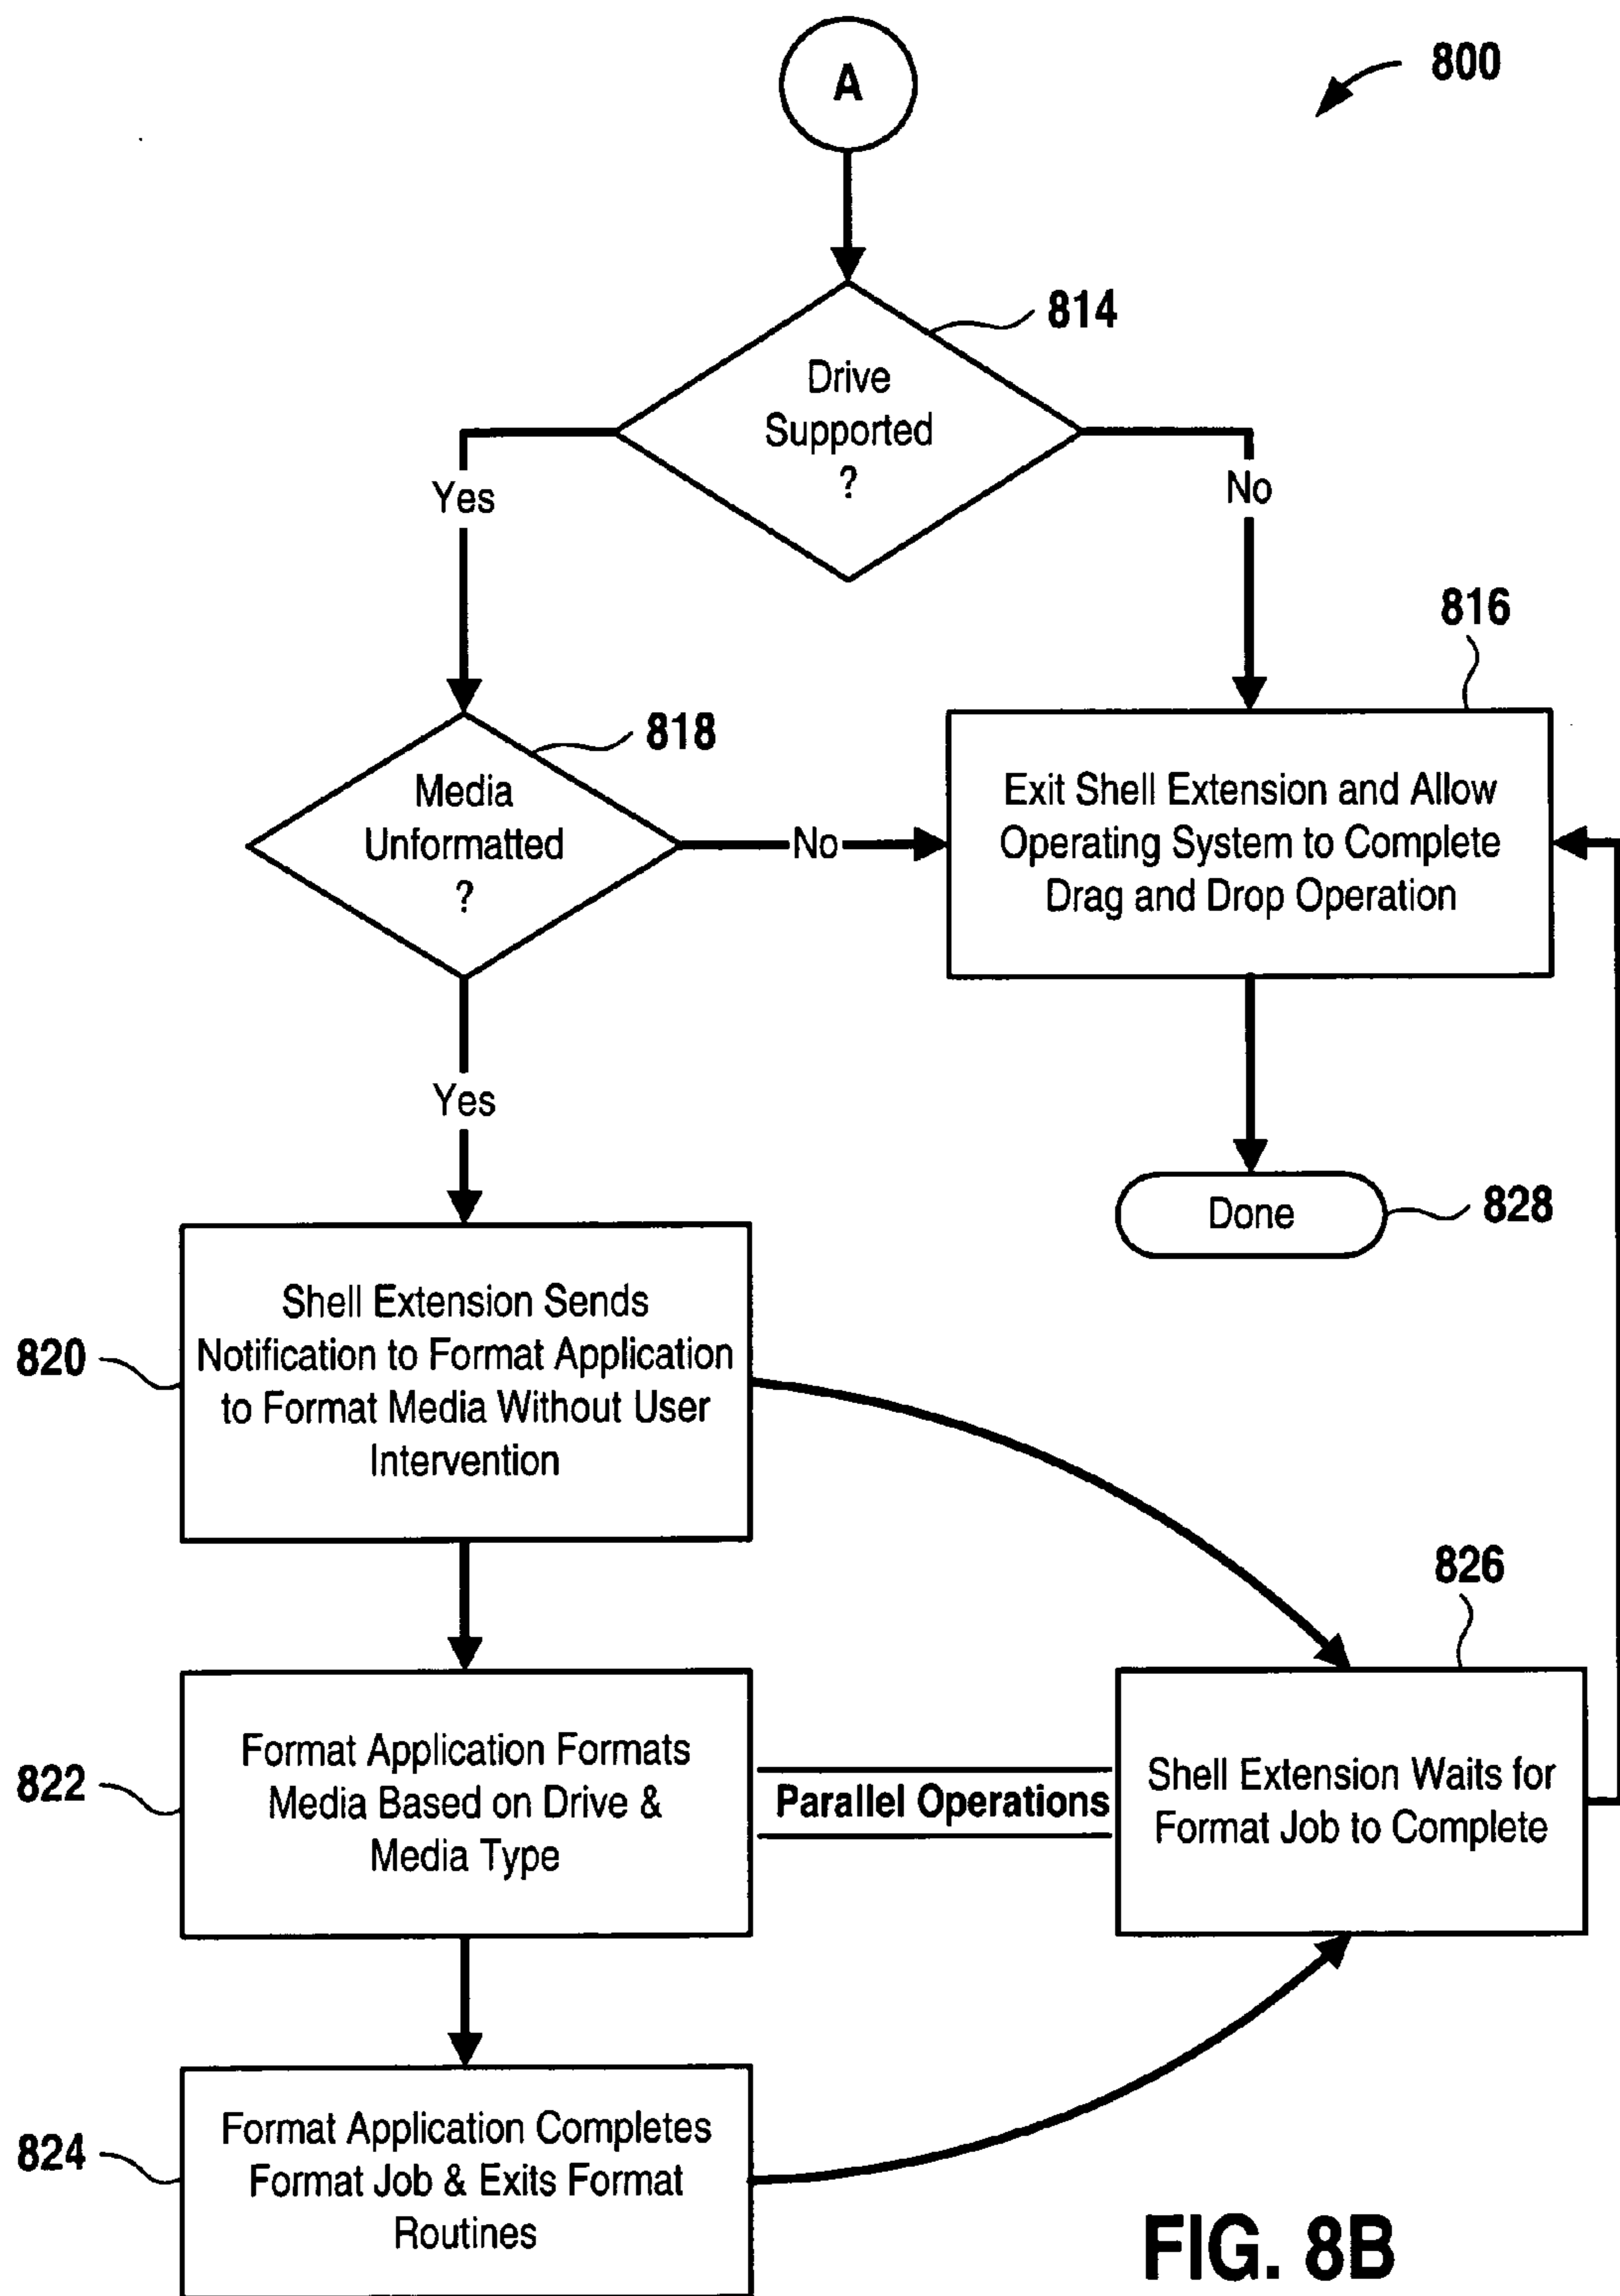 A
800
814
Drive
Supported
?
Yes
No
816
818
Media
Unformatted
?
No
Exit Shell Extension and Allow
Operating System to Complete
Drag and Drop Operation
Yes
Done
828
820
Shell Extension Sends
Notification to Format Application
to Format Media Without User
Intervention
826
822
Format Application Formats
Media Based on Drive &
Media Type
Parallel Operations
Shell Extension Waits for
Format Job to Complete
824
Format Application Completes
Format Job & Exits Format
Routines
FIG. 8B